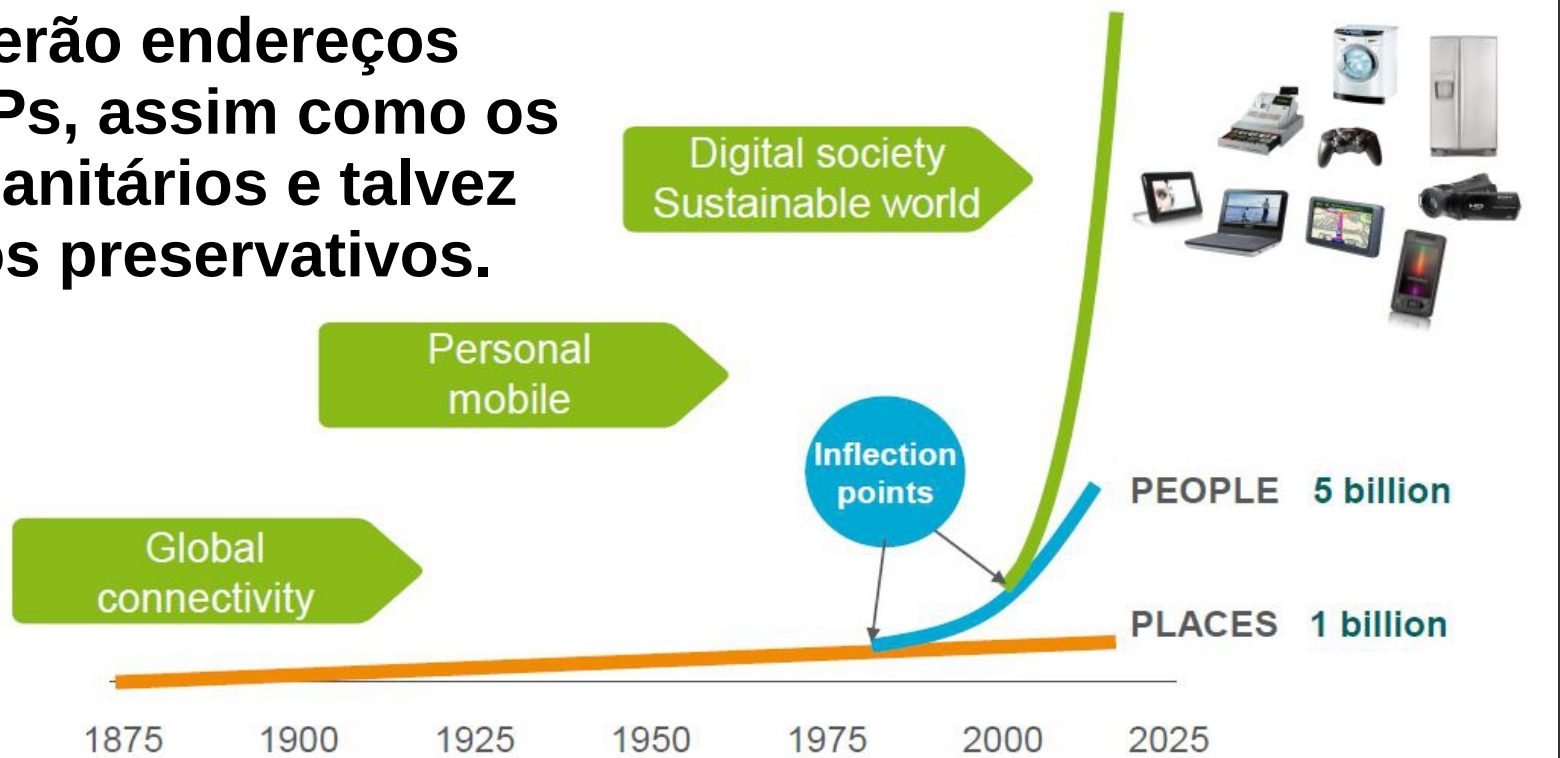 erão endereços
Ps, assim como os
anitários e talvez
os preservativos.
Digital society
Sustainable world
Personal
mobile
Inflection
points
PEOPLE 5 billion
Global
connectivity
PLACES 1 billion
1875 1900 1925 1950 1975 2000 2025